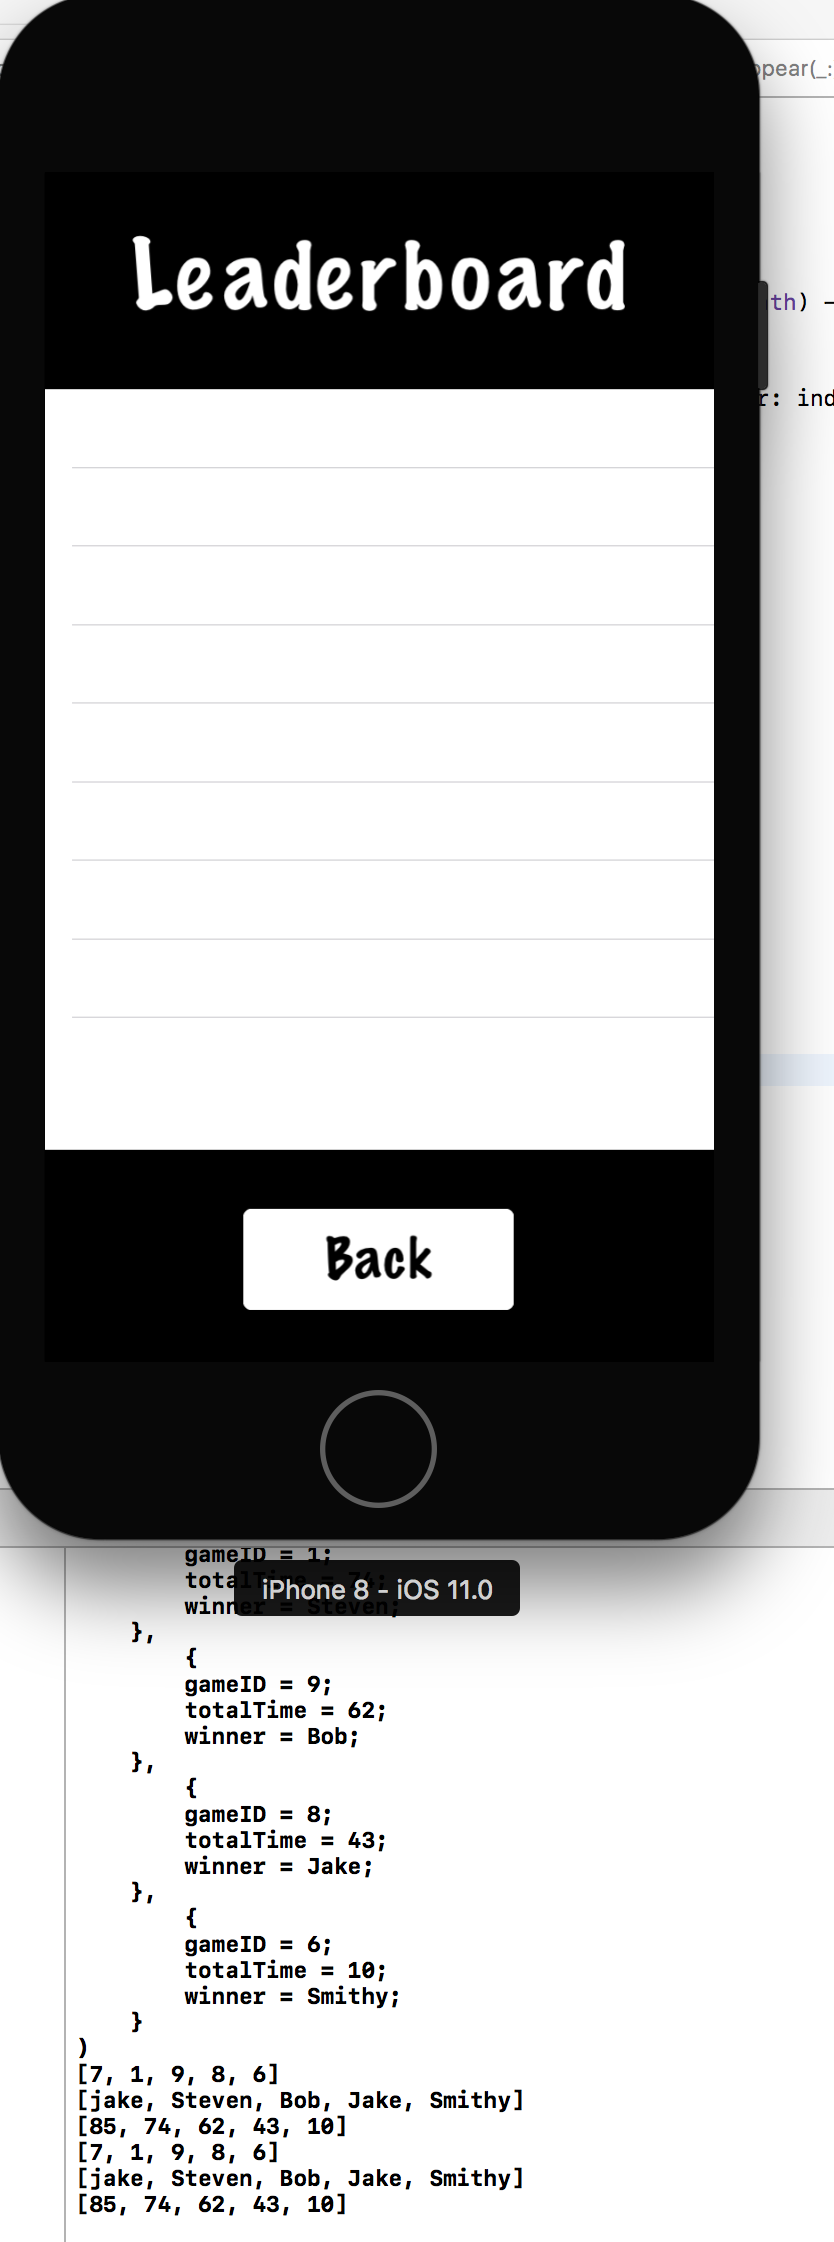 ppear(_:
Leaderboard
th) -
r: ind
Back
gameID = 1;
totalTime = 74;
winner = Steven;
iPhone 8 - iOS 11.0
},
{
gameID = 9;
totalTime = 62;
winner = Bob;
},
{
gameID = 8;
totalTime = 43;
winner = Jake;
},
{
gameID = 6;
totalTime = 10;
winner = Smithy;
}
)
[7, 1, 9, 8, 6]
[jake, Steven, Bob, Jake, Smithy]
[85, 74, 62, 43, 10]
[7, 1, 9, 8, 6]
[jake, Steven, Bob, Jake, Smithy]
[85, 74, 62, 43, 10]